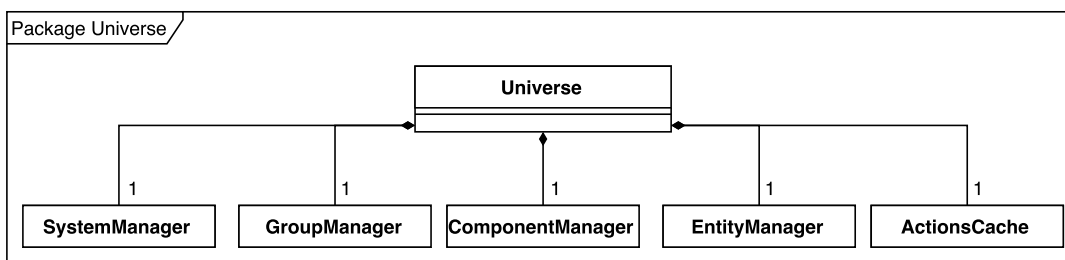 Package Universe
Universe
1 1 1 1 1
SystemManager GroupManager ComponentManager EntityManager ActionsCache